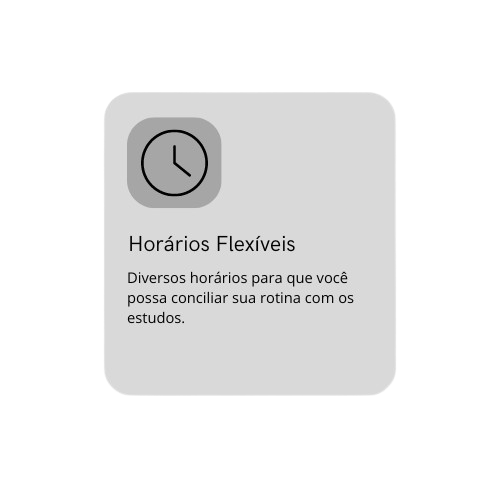 Horários Flexíveis
Diversos horários para que você
possa conciliar sua rotina com os
estudos.